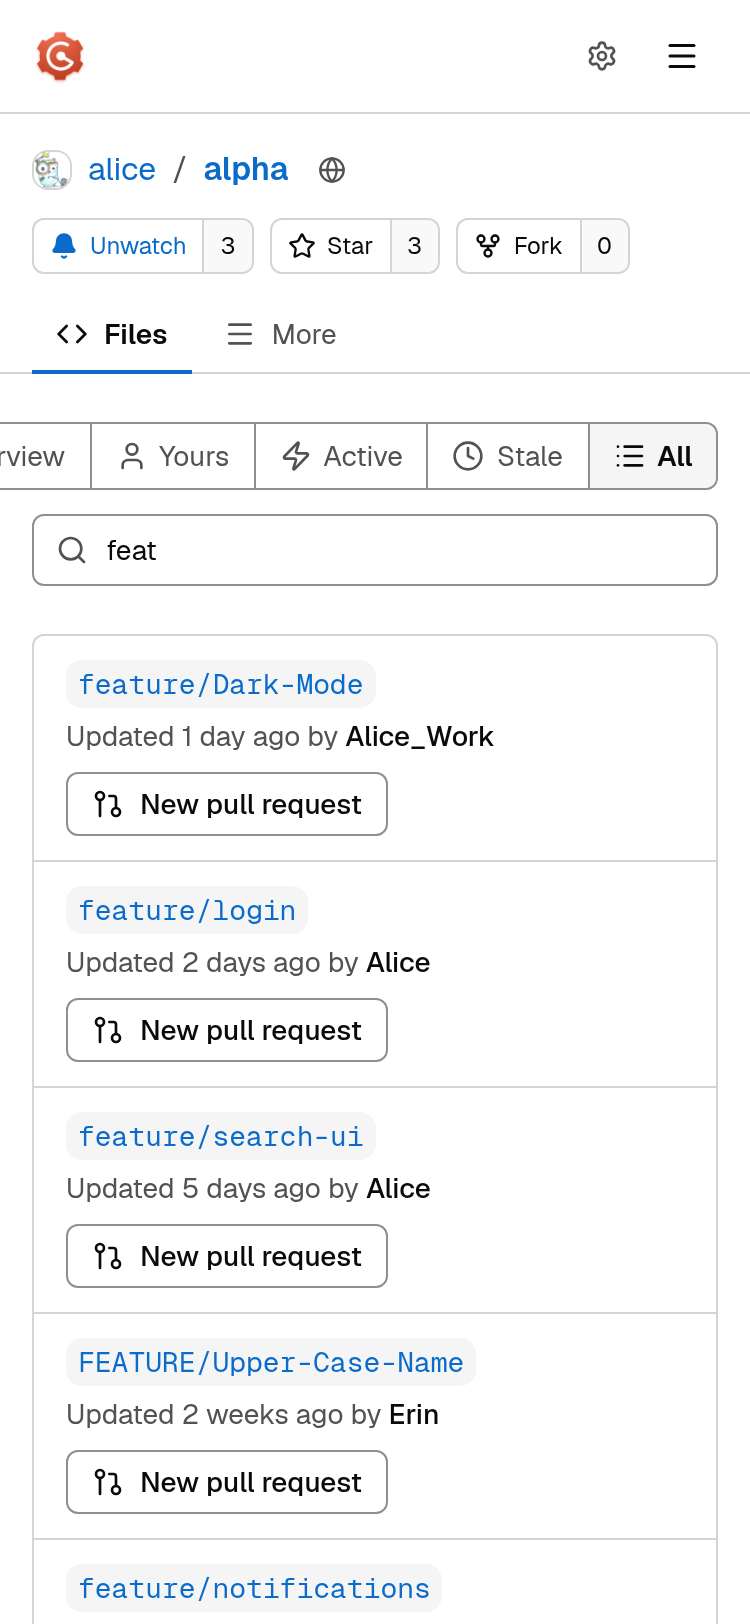 alice / alpha
Unwatch 3 Star 3 Fork 0
Files More
rview Yours Active Stale All
feat
feature/Dark-Mode
Updated 1 day ago by Alice_Work
New pull request
feature/login
Updated 2 days ago by Alice
New pull request
feature/search-ui
Updated 5 days ago by Alice
New pull request
FEATURE/Upper-Case-Name
Updated 2 weeks ago by Erin
New pull request
feature/notifications